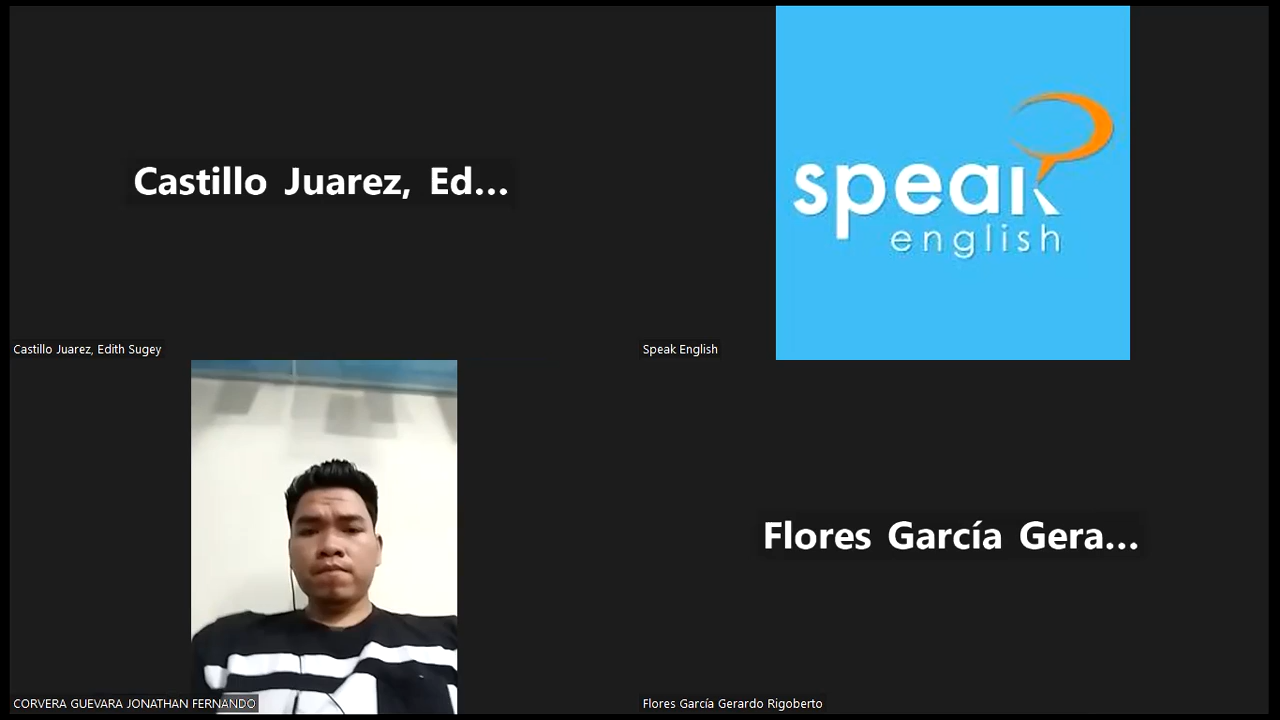 Castillo Juarez, Ed...
speak
english
Castillo Juarez, Edith Sugey
Speak English
Flores García Gera...
CORVERA GUEVARA JONATHAN FERNANDO
Flores García Gerardo Rigoberto